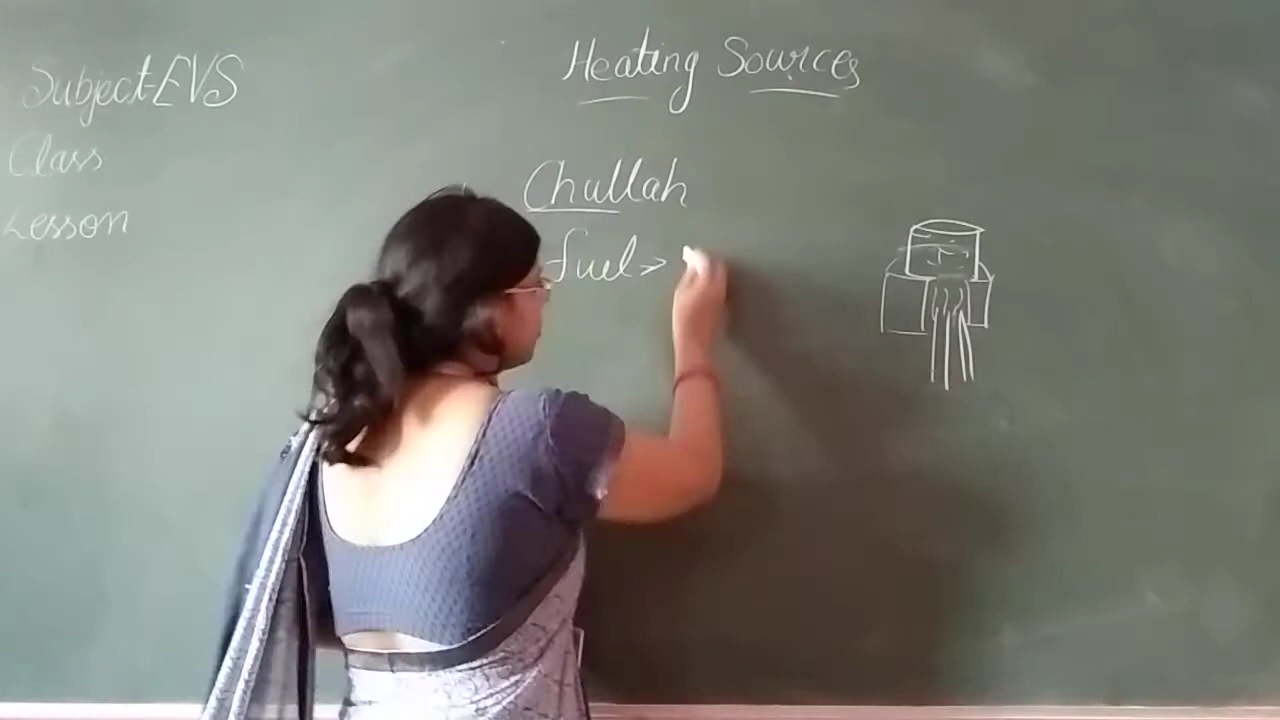 Subject-EVS
Class
Lesson
Heating Sources
Chullah
fuel >